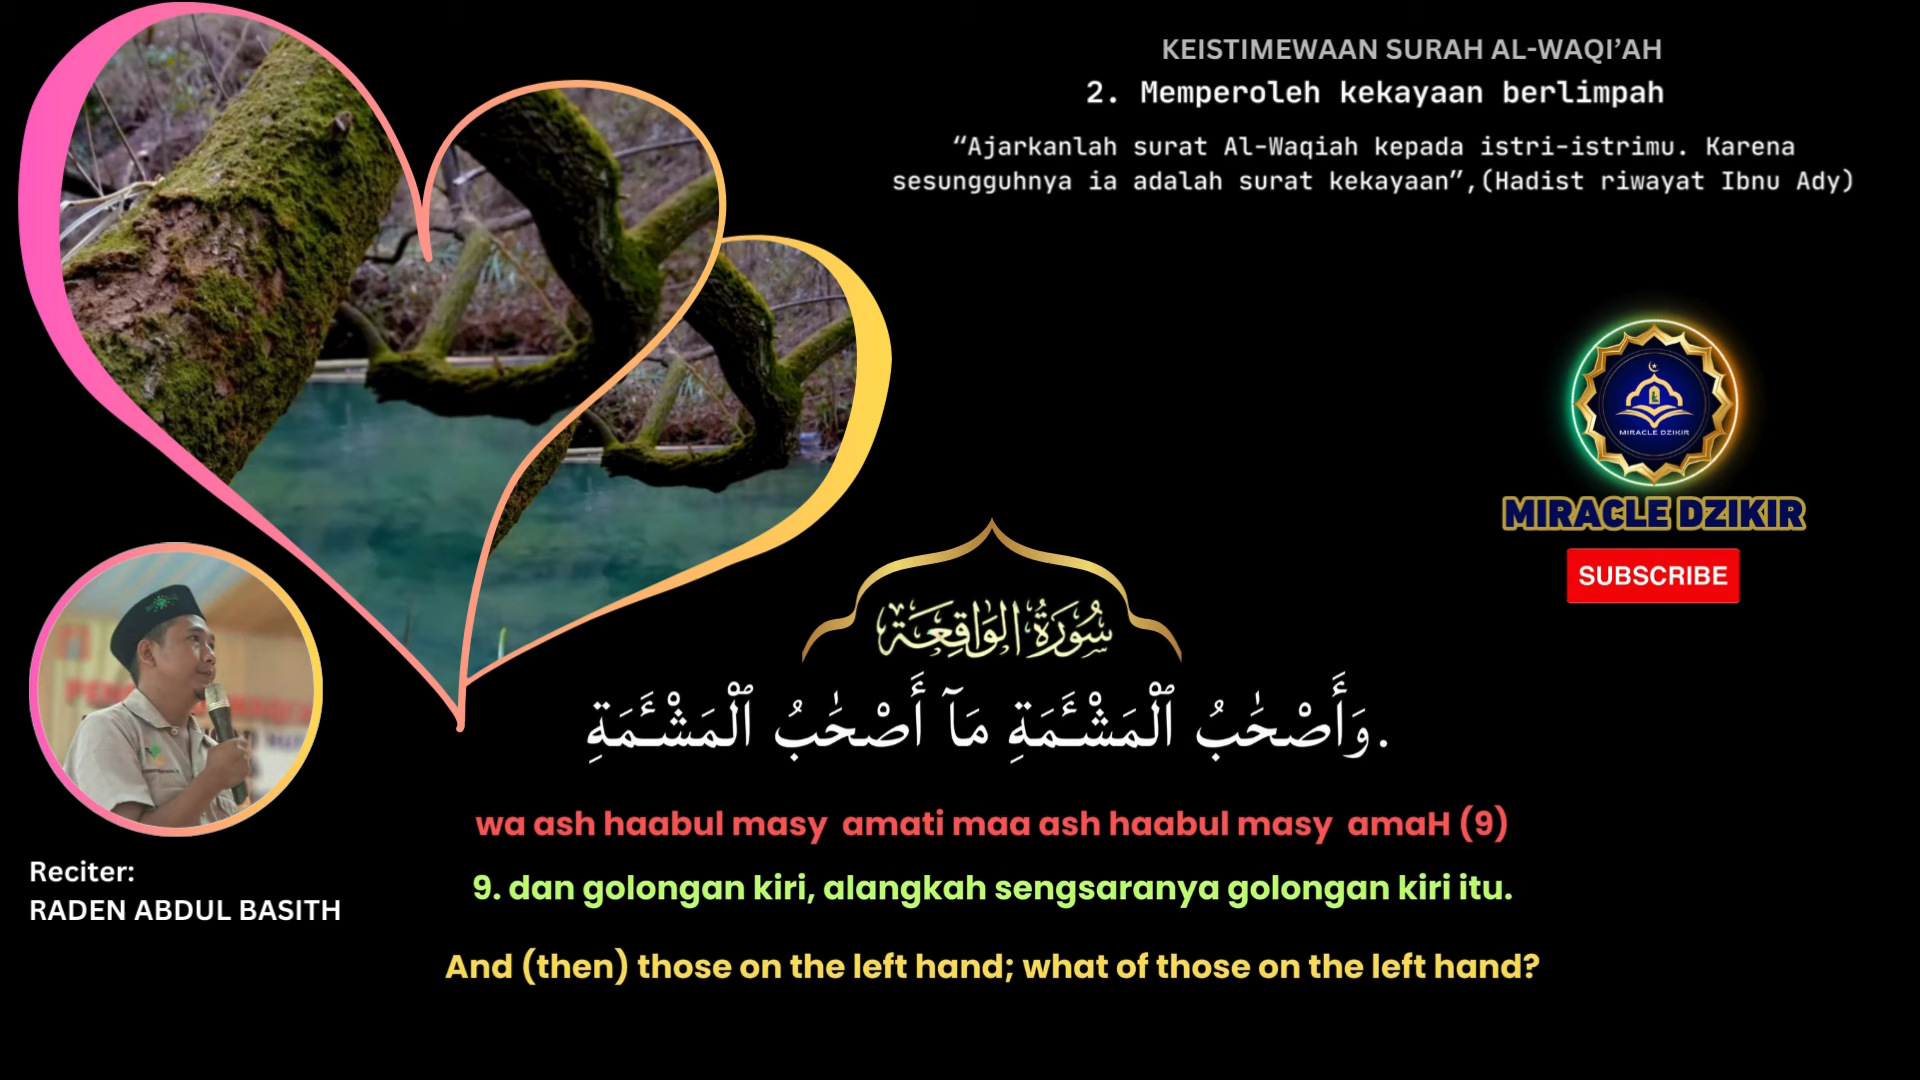 KEISTIMEWAAN SURAH AL-WAQI’AH
2. Memperoleh kekayaan berlimpah
“Ajarkanlah surat Al-Waqiah kepada istri-istrimu. Karena
sesungguhnya ia adalah surat kekayaan”,(Hadist riwayat Ibnu Ady)
MIRACLE DZIKIR
MIRACLE DZIKIR
SUBSCRIBE
سُورَةُ الوَاقِعَة
وَأَصْحَٰبُ ٱلْمَشْـَٔمَةِ مَآ أَصْحَٰبُ ٱلْمَشْـَٔمَةِ.
wa ash haabul masy  amati maa ash haabul masy  amaH (9)
9. dan golongan kiri, alangkah sengsaranya golongan kiri itu.
And (then) those on the left hand; what of those on the left hand?
Reciter:
RADEN ABDUL BASITH